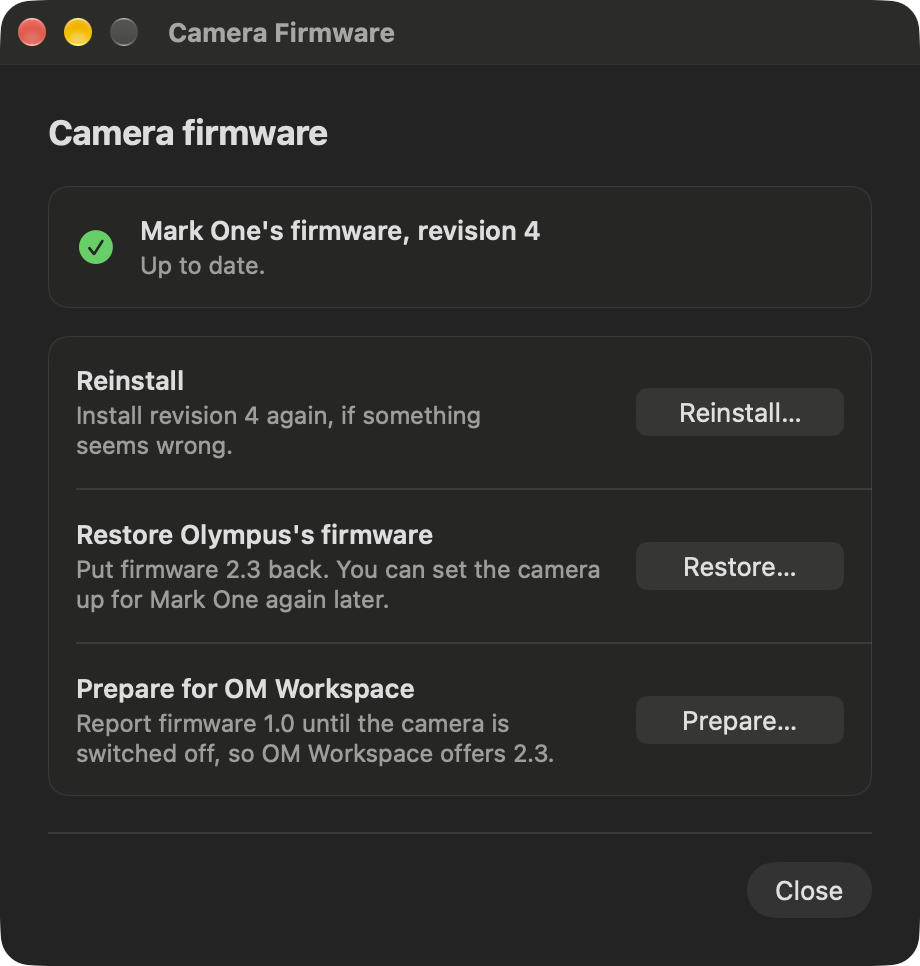 Camera Firmware
Camera firmware
Mark One's firmware, revision 4
Up to date.
Reinstall
Install revision 4 again, if something
seems wrong.
Reinstall...
Restore Olympus's firmware
Put firmware 2.3 back. You can set the camera
up for Mark One again later.
Restore...
Prepare for OM Workspace
Report firmware 1.0 until the camera is
switched off, so OM Workspace offers 2.3.
Prepare...
Close